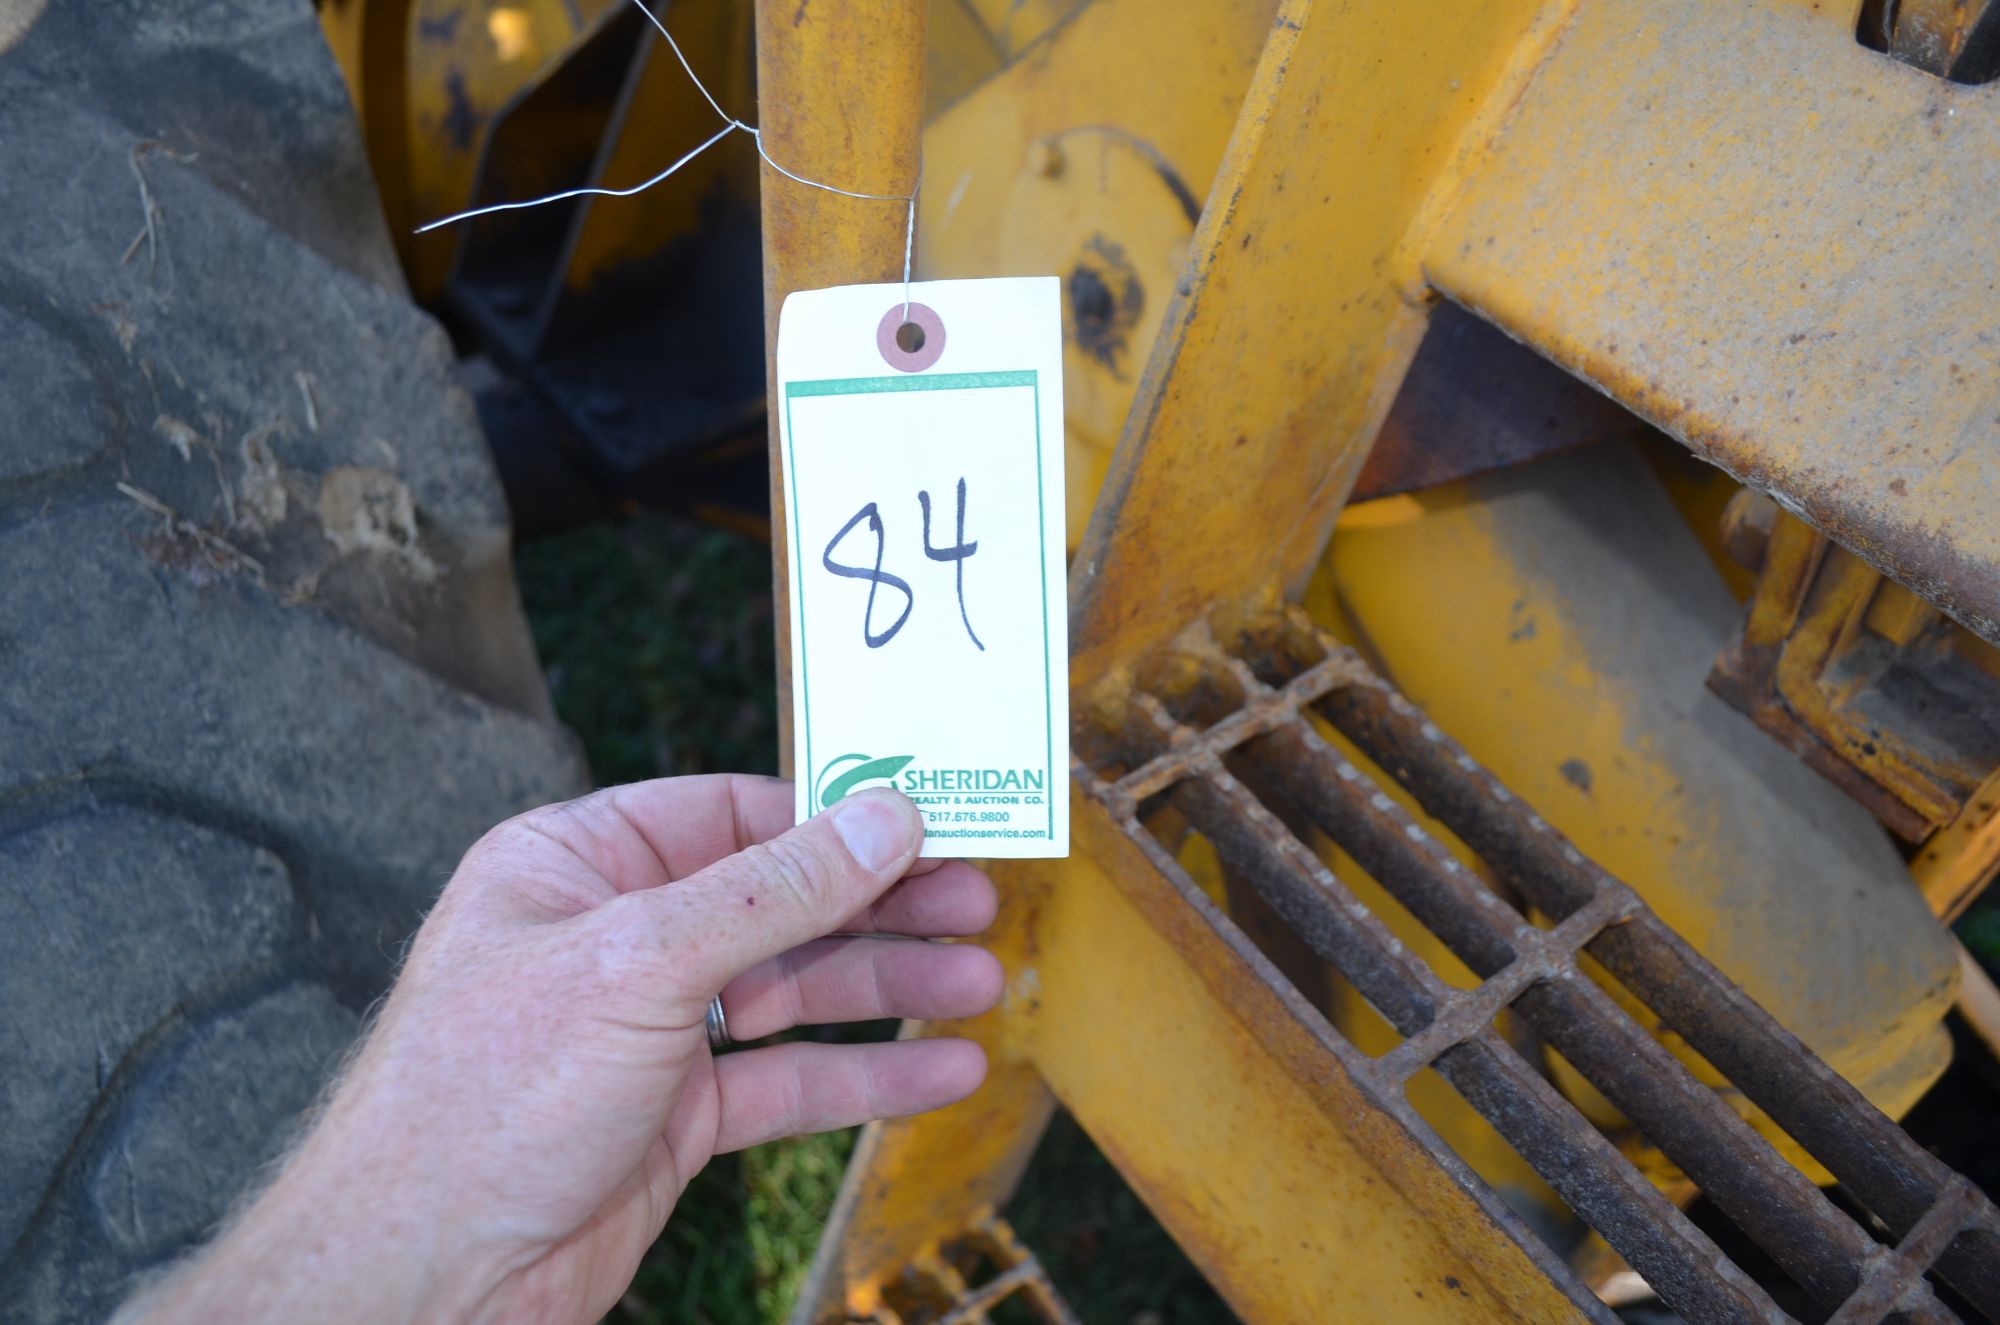 84
SHERIDAN
REALTY & AUCTION CO.
517.676.9800
danauctionservice.com